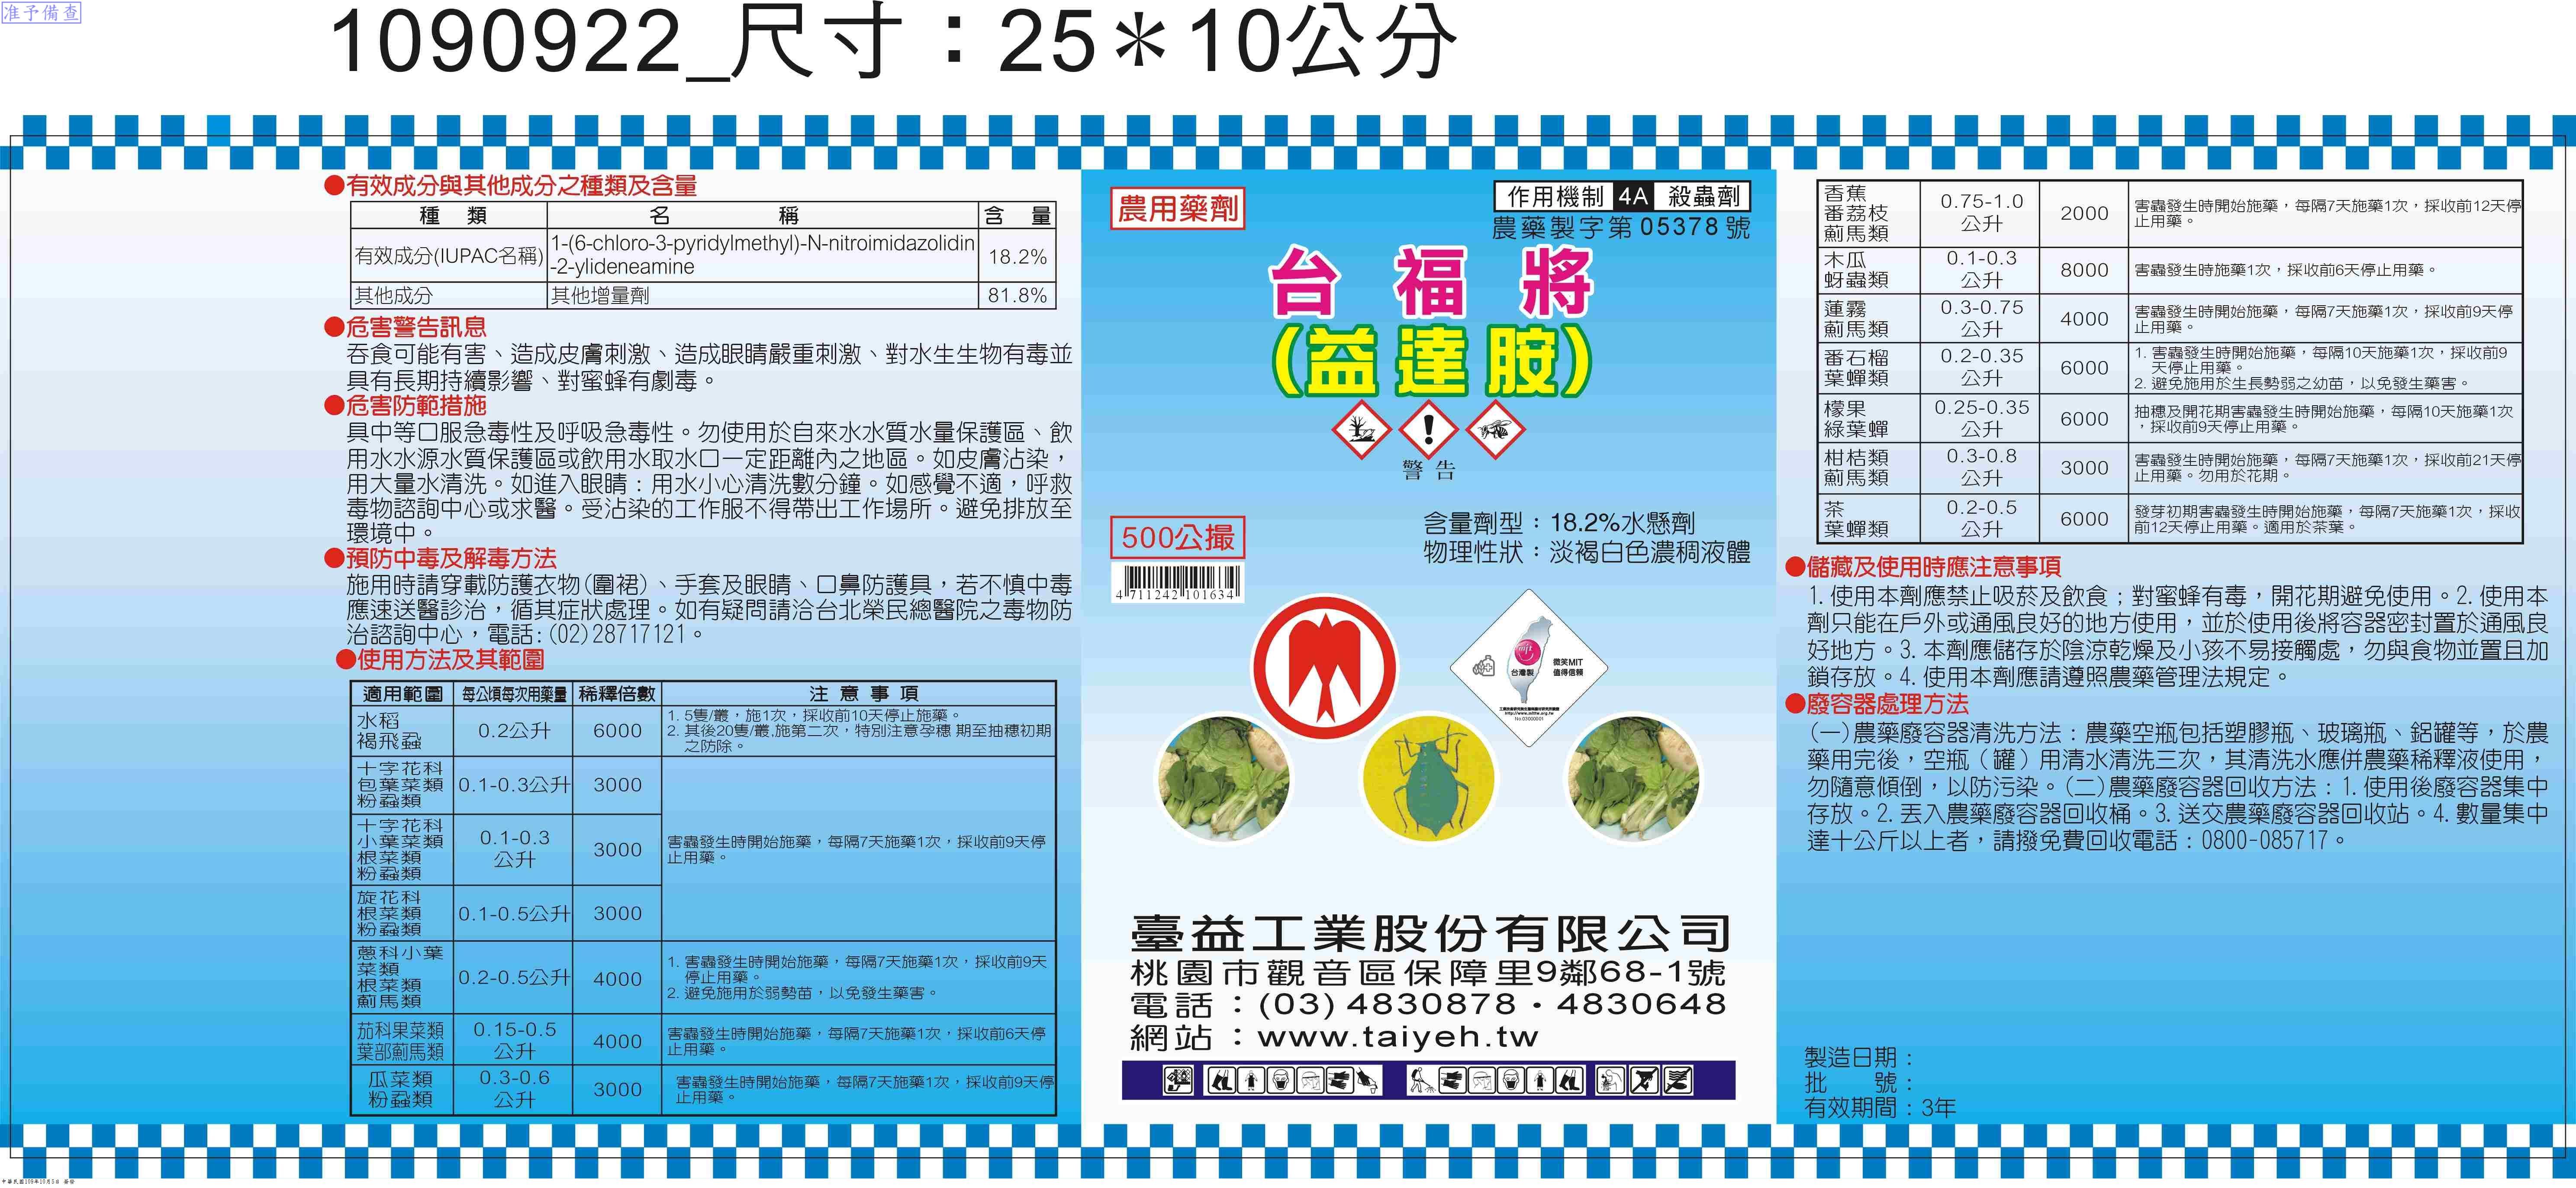 准予備查
1090922_尺寸：25＊10公分
●有效成分與其他成分之種類及含量
種 類 名 稱 含 量
有效成分(IUPAC名稱) 1-(6-chloro-3-pyridylmethyl)-N-nitroimidazolidin
-2-ylideneamine 18.2%
其他成分 其他增量劑 81.8%
●危害警告訊息
吞食可能有害、造成皮膚刺激、造成眼睛嚴重刺激、對水生生物有毒並
具有長期持續影響、對蜜蜂有劇毒。
●危害防範措施
具中等口服急毒性及呼吸急毒性。勿使用於自來水水質水量保護區、飲
用水水源水質保護區或飲用水取水口一定距離內之地區。如皮膚沾染，
用大量水清洗。如進入眼睛：用水小心清洗數分鐘。如感覺不適，呼救
毒物諮詢中心或求醫。受沾染的工作服不得帶出工作場所。避免排放至
環境中。
●預防中毒及解毒方法
施用時請穿載防護衣物(圍裙)、手套及眼睛、口鼻防護具，若不慎中毒
應速送醫診治，循其症狀處理。如有疑問請洽台北榮民總醫院之毒物防
治諮詢中心，電話:(02)28717121。
●使用方法及其範圍
適用範圍 每公頃每次用藥量 稀釋倍數 注 意 事 項
水稻
褐飛蝨 0.2公升 6000 1. 5隻/叢，施1次，採收前10天停止施藥。
2. 其後20隻/叢,施第二次，特別注意孕穗 期至抽穗初期
之防除。
十字花科
包葉菜類
粉蝨類 0.1-0.3公升 3000
十字花科
小葉菜類
根菜類
粉蝨類 0.1-0.3
公升 3000 害蟲發生時開始施藥，每隔7天施藥1次，採收前9天停
止用藥。
旋花科
根菜類
粉蝨類 0.1-0.5公升 3000
蔥科小葉
菜類
根菜類
薊馬類 0.2-0.5公升 4000 1. 害蟲發生時開始施藥，每隔7天施藥1次，採收前9天
停止用藥。
2. 避免施用於弱勢苗，以免發生藥害。
茄科果菜類
葉部薊馬類 0.15-0.5
公升 4000 害蟲發生時開始施藥，每隔7天施藥1次，採收前6天停
止用藥。
瓜菜類
粉蝨類 0.3-0.6
公升 3000 害蟲發生時開始施藥，每隔7天施藥1次，採收前9天停
止用藥。
農用藥劑
作用機制 4A 殺蟲劑
農藥製字第05378號
台福將
(益達胺)
警告
500公撮
4 711242 101634
含量劑型：18.2%水懸劑
物理性狀：淡褐白色濃稠液體
mit
台灣製
微笑MIT
值得信賴
No.03000001
臺益工業股份有限公司
桃園市觀音區保障里9鄰68-1號
電話：(03) 4830878・4830648
網站：www.taiyeh.tw
香蕉
番荔枝
薊馬類 0.75-1.0
公升 2000 害蟲發生時開始施藥，每隔7天施藥1次，採收前12天停
止用藥。
木瓜
蚜蟲類 0.1-0.3
公升 8000 害蟲發生時施藥1次，採收前6天停止用藥。
蓮霧
薊馬類 0.3-0.75
公升 4000 害蟲發生時開始施藥，每隔7天施藥1次，採收前9天停
止用藥。
番石榴
葉蟬類 0.2-0.35
公升 6000 1. 害蟲發生時開始施藥，每隔10天施藥1次，採收前9
天停止用藥。
2. 避免施用於生長勢弱之幼苗，以免發生藥害。
檬果
綠葉蟬 0.25-0.35
公升 6000 抽穗及開花期害蟲發生時開始施藥，每隔10天施藥1次
，採收前9天停止用藥。
柑桔類
薊馬類 0.3-0.8
公升 3000 害蟲發生時開始施藥，每隔7天施藥1次，採收前21天停
止用藥。勿用於花期。
茶
葉蟬類 0.2-0.5
公升 6000 發芽初期害蟲發生時開始施藥，每隔7天施藥1次，採收
前12天停止用藥。適用於茶葉。
●儲藏及使用時應注意事項
1. 使用本劑應禁止吸菸及飲食；對蜜蜂有毒，開花期避免使用。2. 使用本
劑只能在戶外或通風良好的地方使用，並於使用後將容器密封置於通風良
好地方。3. 本劑應儲存於陰涼乾燥及小孩不易接觸處，勿與食物並置且加
鎖存放。4. 使用本劑應請遵照農藥管理法規定。
●廢容器處理方法
(一)農藥廢容器清洗方法：農藥空瓶包括塑膠瓶、玻璃瓶、鋁罐等，於農
藥用完後，空瓶（罐）用清水清洗三次，其清洗水應併農藥稀釋液使用，
勿隨意傾倒，以防污染。(二)農藥廢容器回收方法：1. 使用後廢容器集中
存放。2. 丟入農藥廢容器回收桶。3. 送交農藥廢容器回收站。4. 數量集中
達十公斤以上者，請撥免費回收電話：0800-085717。
製造日期：
批 號：
有效期間：3年